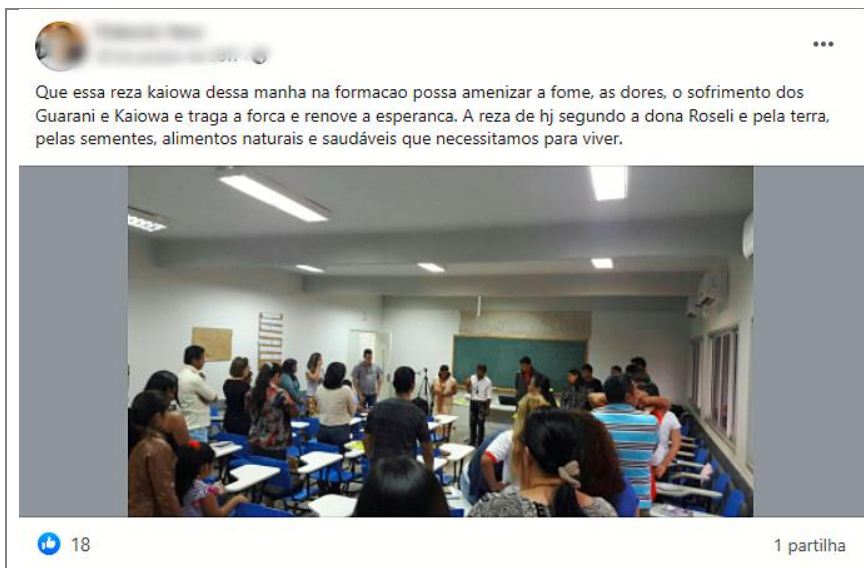 Que essa reza kaiowa dessa manha na formacao possa amenizar a fome, as dores, o sofrimento dos
Guarani e Kaiowa e traga a forca e renove a esperanca. A reza de hj segundo a dona Roseli e pela terra,
pelas sementes, alimentos naturais e saudáveis que necessitamos para viver.
18
1 partilha